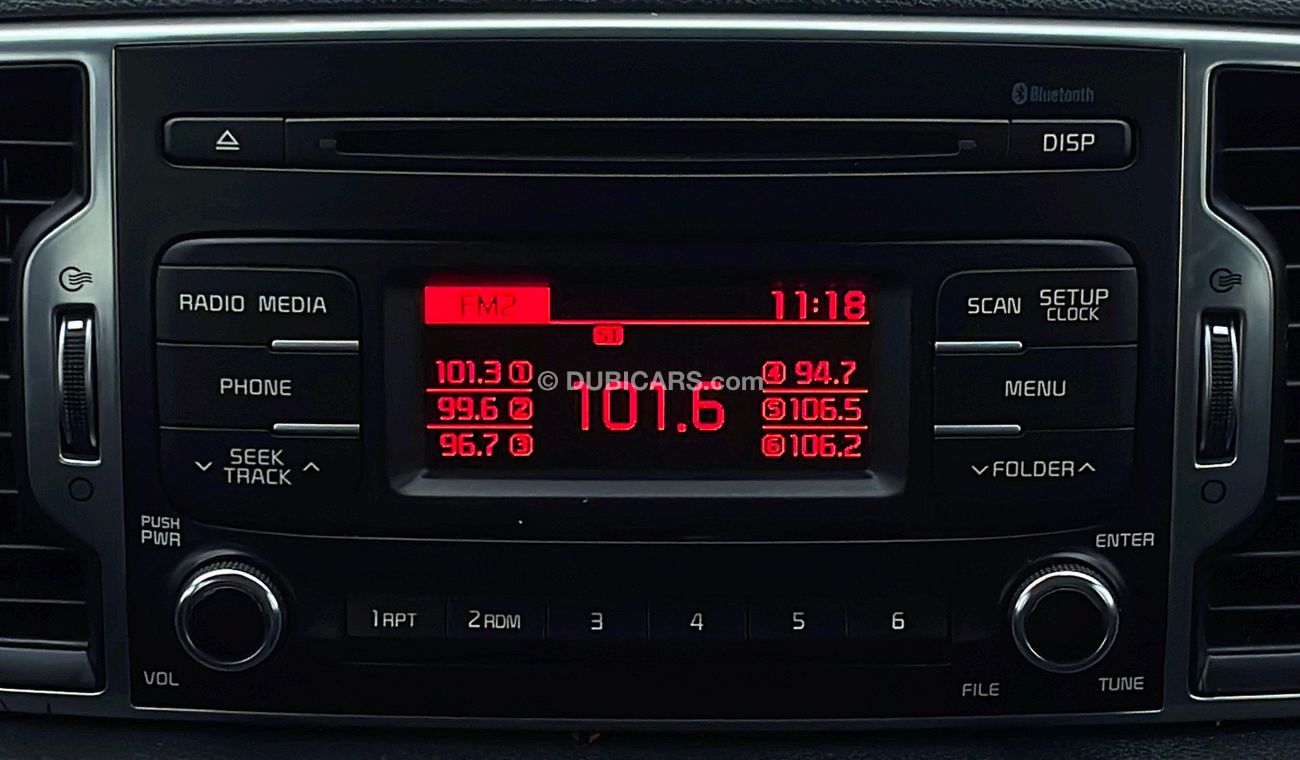 Bluetooth
DISP
RADIO MEDIA
SCAN SETUP CLOCK
FM2 11:18
ST
101.3 1
99.6 2
96.7 3
© DUBICARS.com
101.6
4 94.7
5 106.5
6 106.2
PHONE
MENU
SEEK
TRACK
FOLDER
PUSH
PWR
ENTER
1 RPT 2 RDM 3 4 5 6
VOL
FILE
TUNE